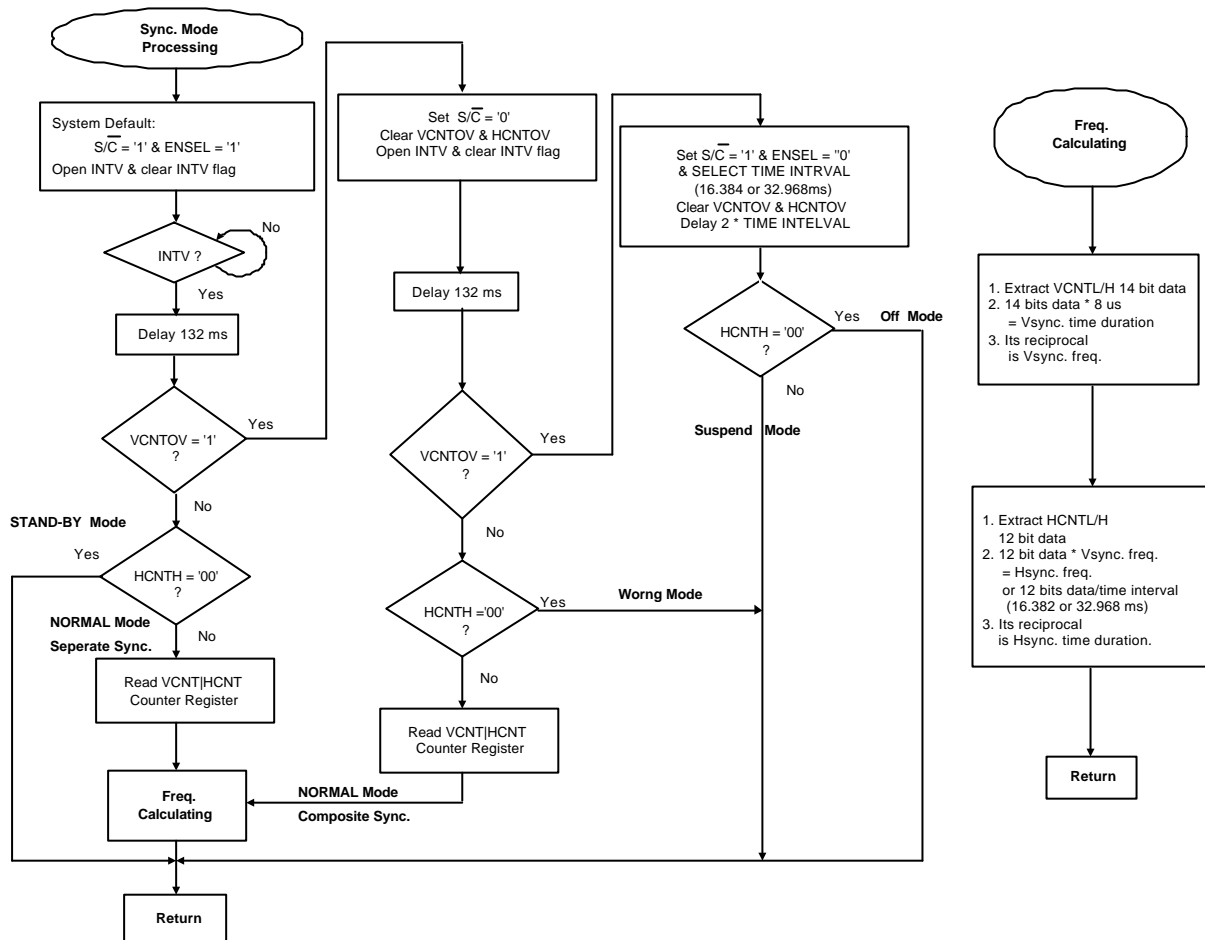 Sync. Mode
Processing
System Default:
S/C̅ = '1' & ENSEL = '1'
Open INTV & clear INTV flag
INTV ?
No
Yes
Delay 132 ms
VCNTOV = '1'
?
Yes
No
STAND-BY Mode
Yes
HCNTH = '00'
?
NORMAL Mode
Seperate Sync.
No
Read VCNT|HCNT
Counter Register
Freq.
Calculating
Return
Set S/C̅ = '0'
Clear VCNTOV & HCNTOV
Open INTV & clear INTV flag
Delay 132 ms
VCNTOV = '1'
?
Yes
No
HCNTH ='00'
?
Yes
Worng Mode
No
Read VCNT|HCNT
Counter Register
NORMAL Mode
Composite Sync.
Set S/C̅ = '1' & ENSEL = "0'
& SELECT TIME INTRVAL
(16.384 or 32.968ms)
Clear VCNTOV & HCNTOV
Delay 2 * TIME INTELVAL
HCNTH = '00'
?
Yes
Off Mode
No
Suspend Mode
Freq.
Calculating
1. Extract VCNTL/H 14 bit data
2. 14 bits data * 8 us
= Vsync. time duration
3. Its reciprocal
is Vsync. freq.
1. Extract HCNTL/H
12 bit data
2. 12 bit data * Vsync. freq.
= Hsync. freq.
or 12 bits data/time interval
(16.382 or 32.968 ms)
3. Its reciprocal
is Hsync. time duration.
Return